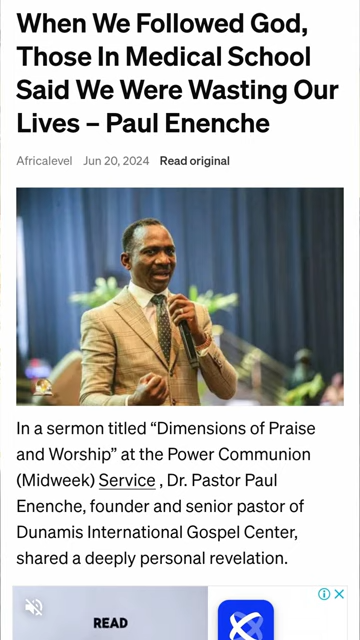 When We Followed God,
Those In Medical School
Said We Were Wasting Our
Lives – Paul Enenche
Africalevel Jun 20, 2024 Read original
In a sermon titled “Dimensions of Praise
and Worship” at the Power Communion
(Midweek) Service , Dr. Pastor Paul
Enenche, founder and senior pastor of
Dunamis International Gospel Center,
shared a deeply personal revelation.
READ